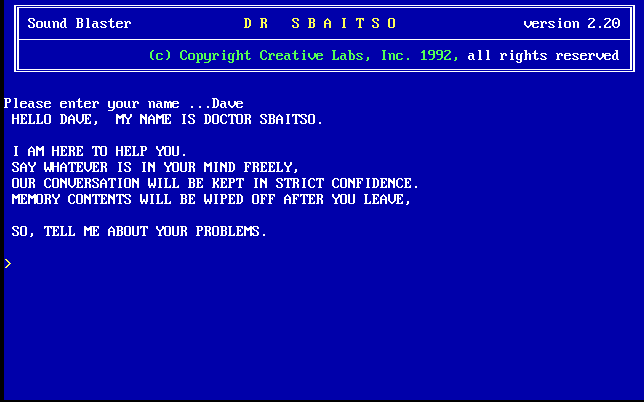 Sound Blaster D R S B A I T S O version 2.20
(c) Copyright Creative Labs, Inc. 1992, all rights reserved
Please enter your name ...Dave
HELLO DAVE, MY NAME IS DOCTOR SBAITSO.
I AM HERE TO HELP YOU.
SAY WHATEVER IS IN YOUR MIND FREELY,
OUR CONVERSATION WILL BE KEPT IN STRICT CONFIDENCE.
MEMORY CONTENTS WILL BE WIPED OFF AFTER YOU LEAVE,
SO, TELL ME ABOUT YOUR PROBLEMS.
>